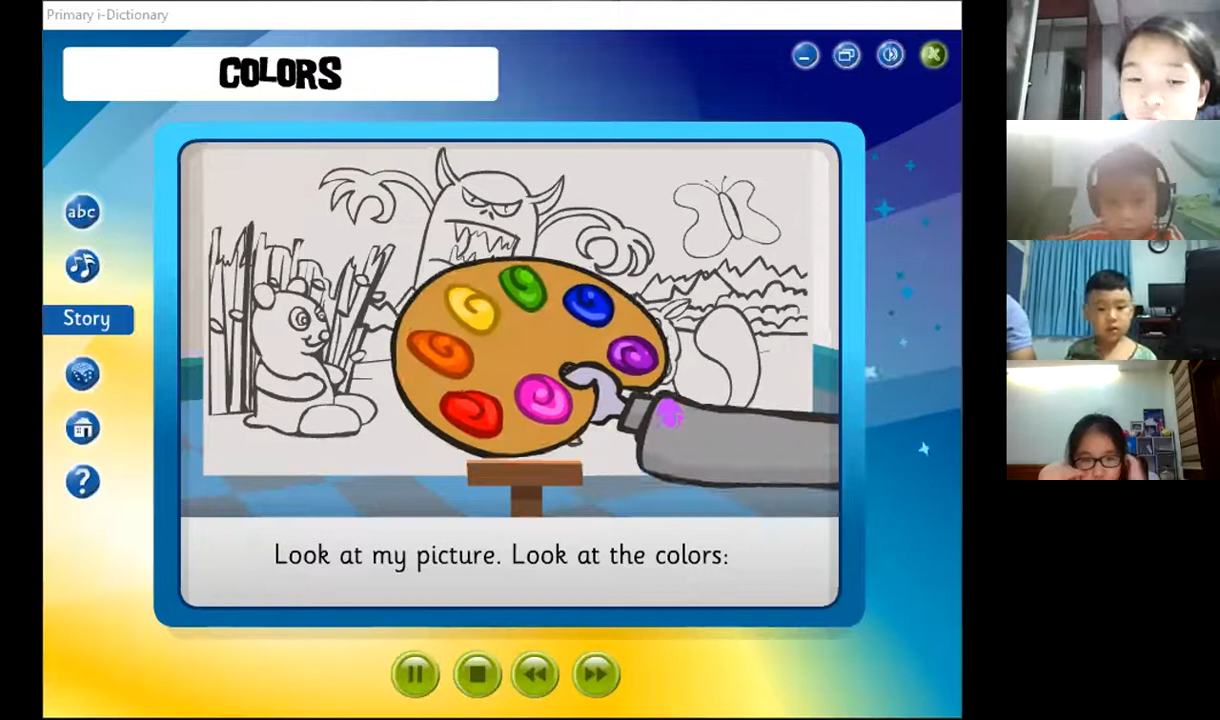 Primary i-Dictionary
COLORS
abc
Story
?
Look at my picture. Look at the colors: